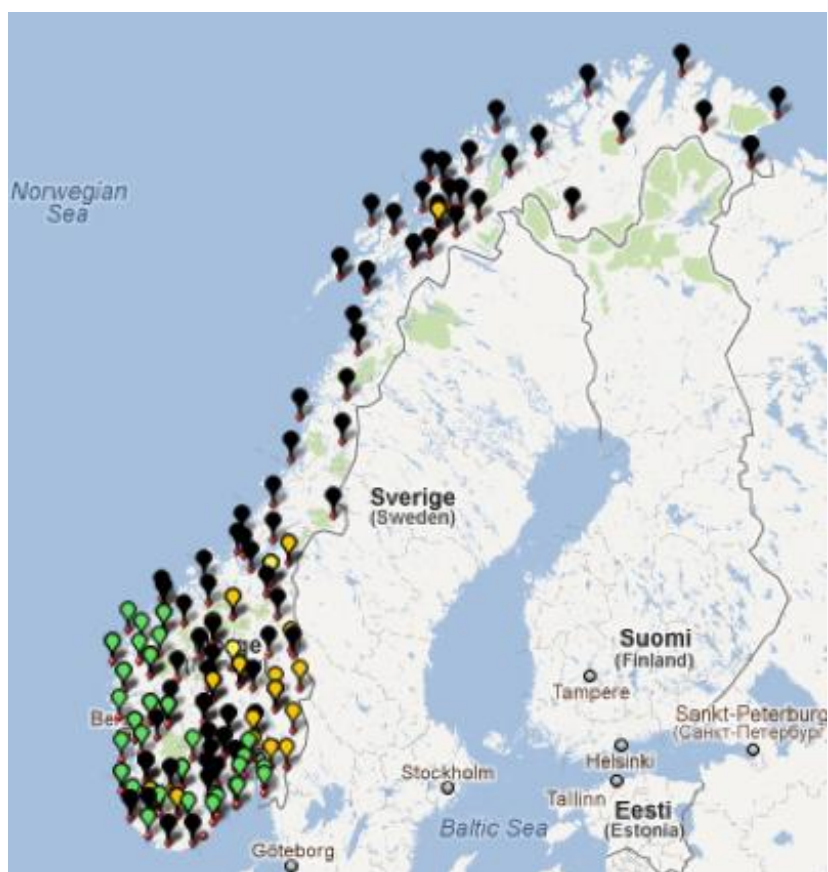 Norwegian
Sea
Sverige
(Sweden)
Suomi
(Finland)
Tampere
Sankt-Peterburg
(Санкт-Петербург)
Helsinki
Stockholm
Tallinn
Eesti
(Estonia)
Baltic Sea
Göteborg